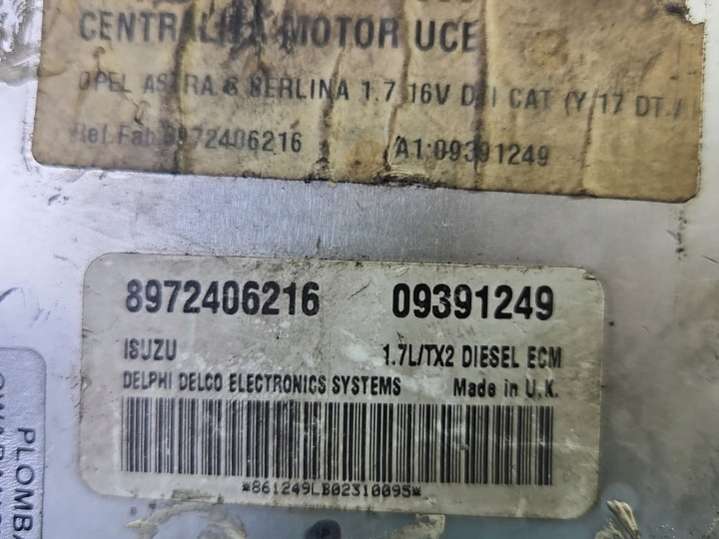 CENTRALITA MOTOR UCE
OPEL ASTRA G BERLINA 1.7 16V DTI CAT (Y 17 DT /
Ref.Fab 8972406216 A1:09391249
8972406216 09391249
ISUZU 1.7L/TX2 DIESEL ECM
DELPHI DELCO ELECTRONICS SYSTEMS Made in U.K.
*861249LB02310095*
PLOMBA